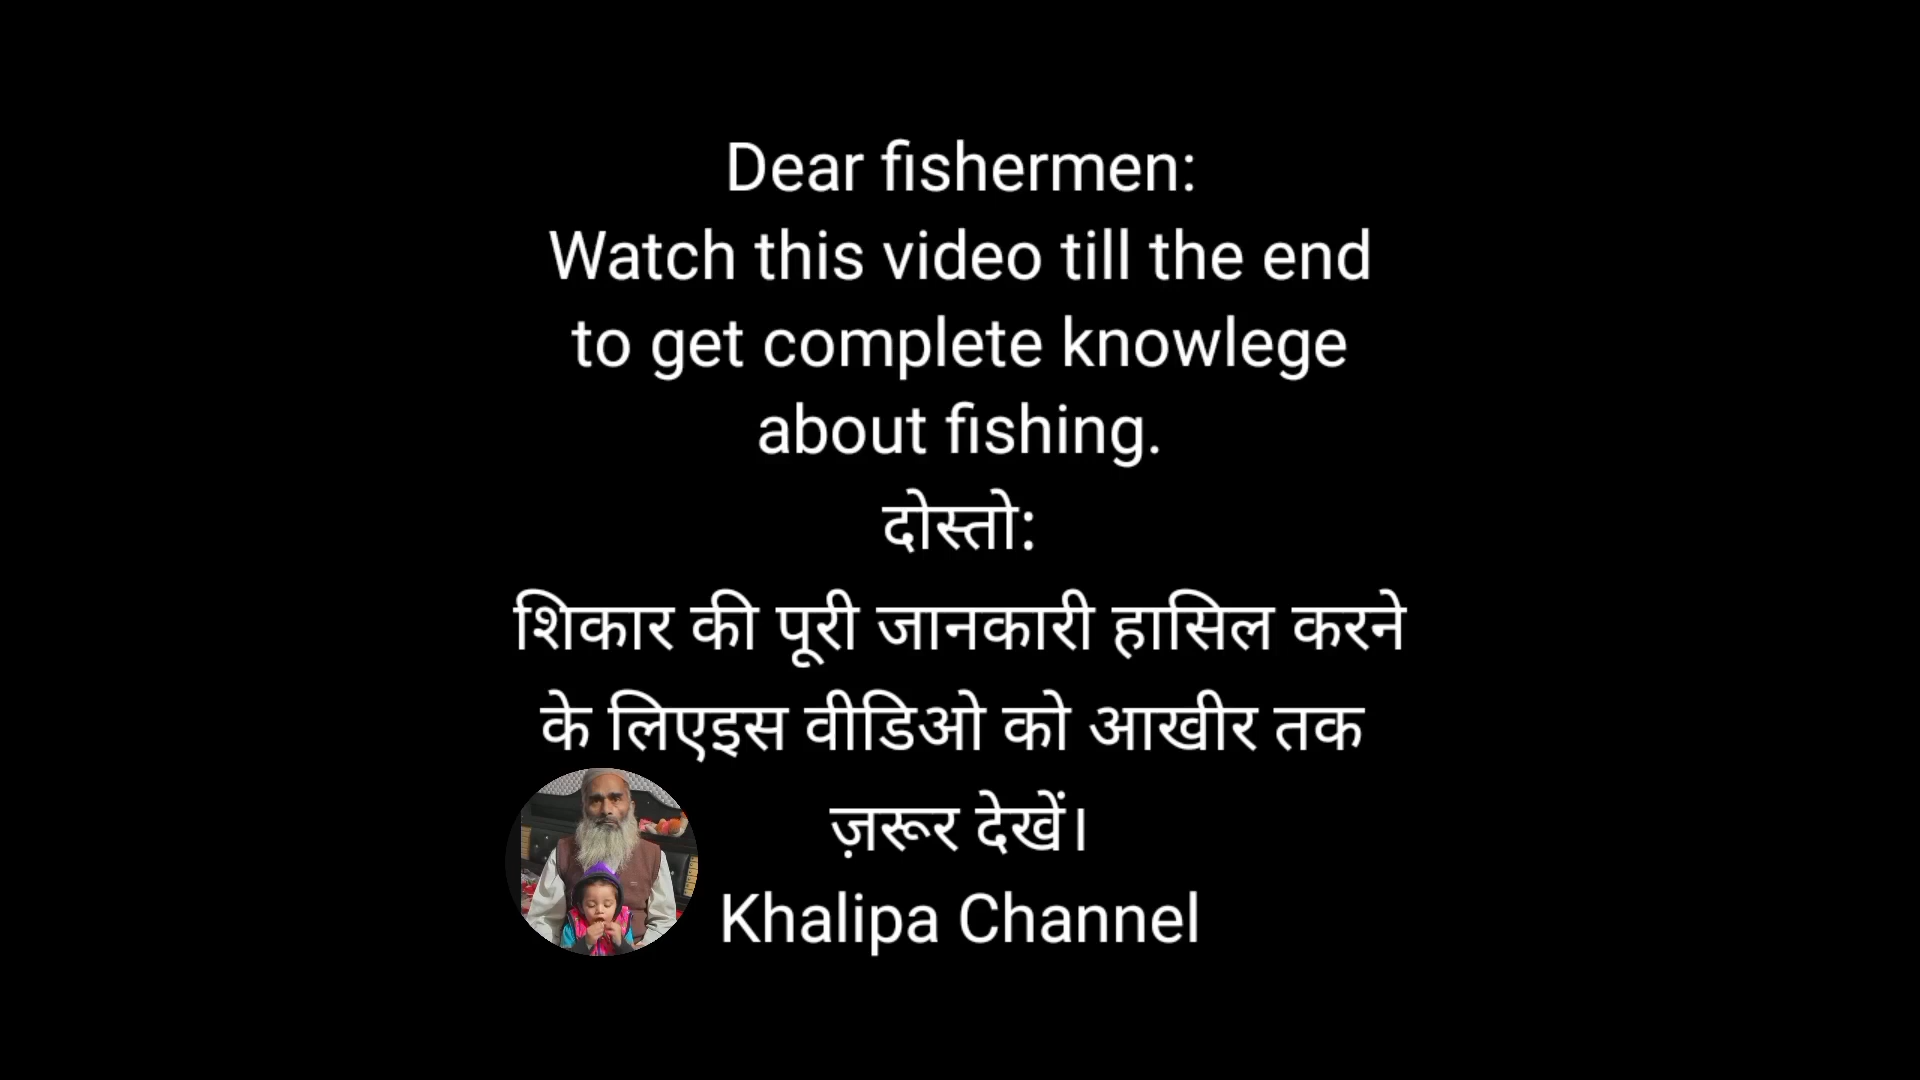 Dear fishermen:
Watch this video till the end
to get complete knowlege
about fishing.
दोस्तो:
शिकार की पूरी जानकारी हासिल करने
के लिएइस वीडिओ को आखीर तक
ज़रूर देखें।
Khalipa Channel